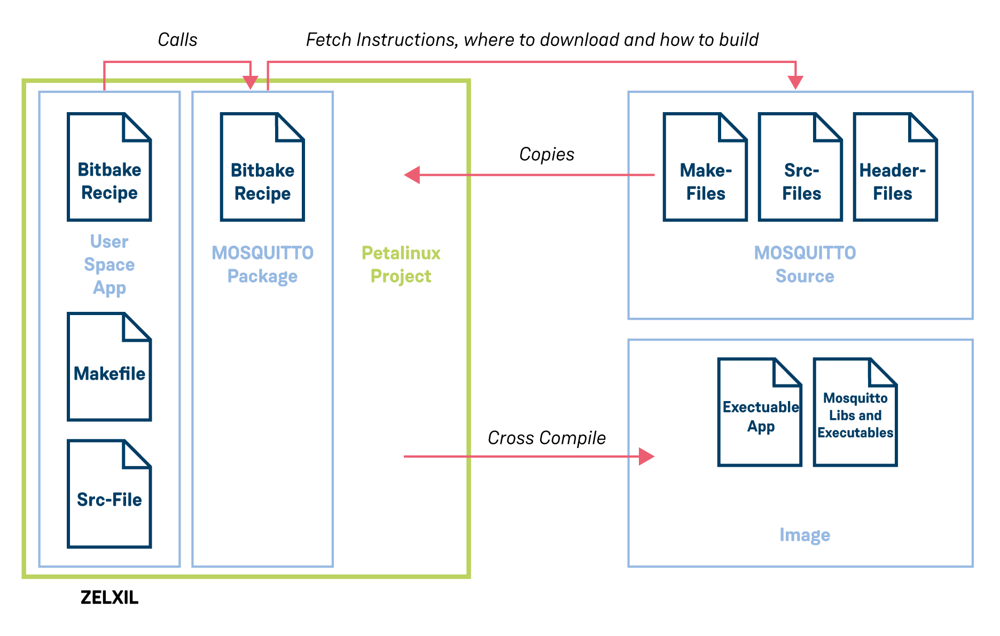 Calls
Fetch Instructions, where to download and how to build
Bitbake
Recipe
User
Space
App
Makefile
Src-File
Bitbake
Recipe
MOSQUITTO
Package
Petalinux
Project
Copies
Make-
Files
Src-
Files
Header-
Files
MOSQUITTO
Source
Cross Compile
Exectuable
App
Mosquitto
Libs and
Executables
Image
ZELXIL